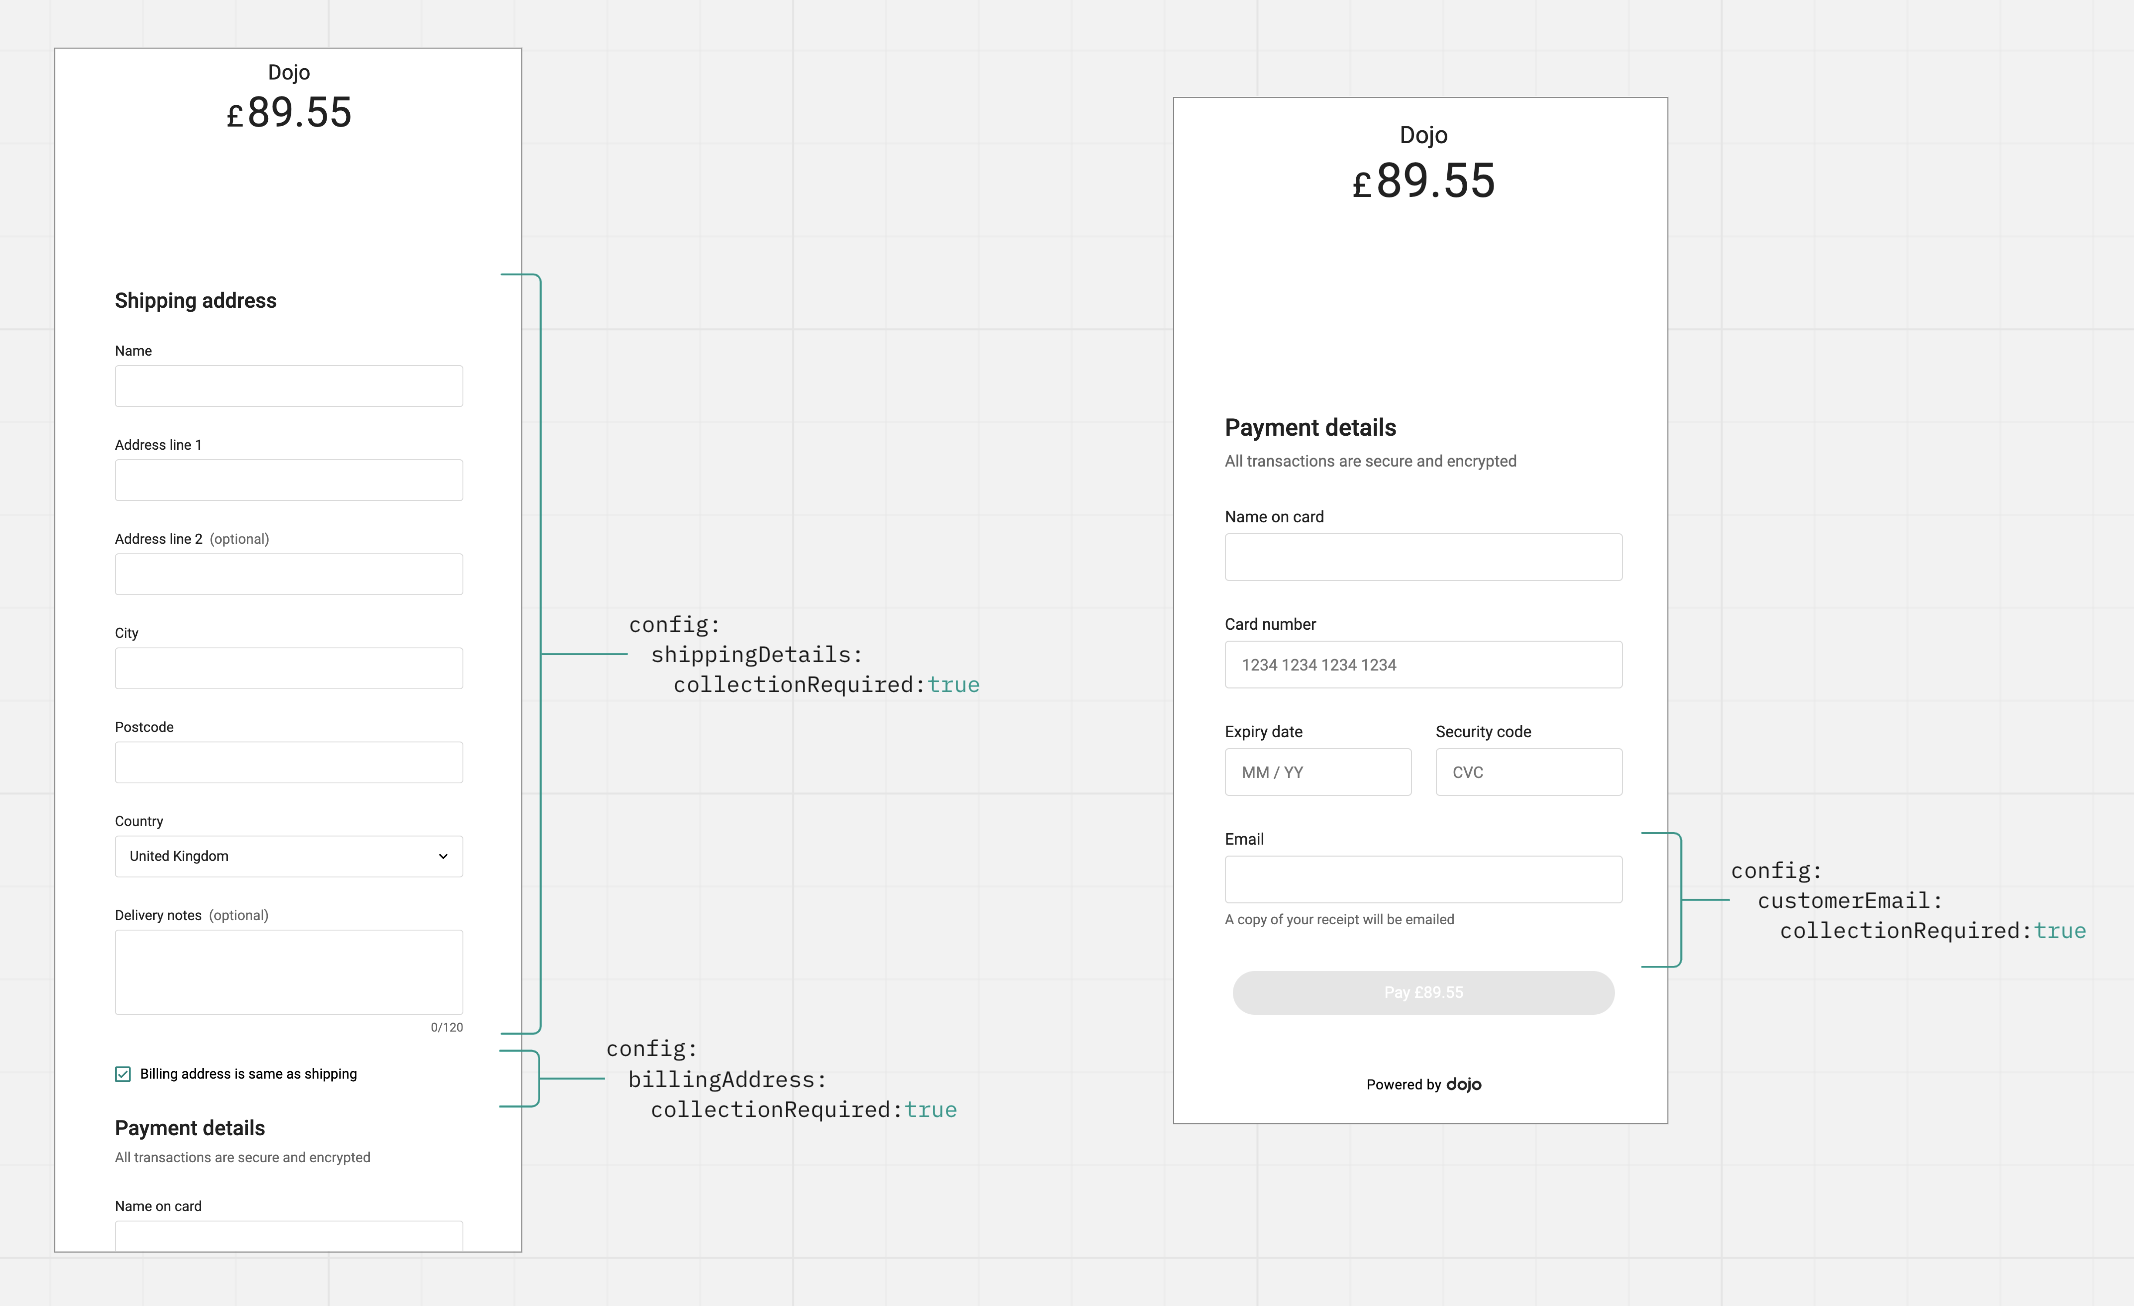 Dojo
£89.55
Shipping address
Name
Address line 1
Address line 2 (optional)
City
Postcode
Country
United Kingdom
Delivery notes (optional)
0/120
Billing address is same as shipping
Payment details
All transactions are secure and encrypted
Name on card
config:
shippingDetails:
collectionRequired:true
config:
billingAddress:
collectionRequired:true
Dojo
£89.55
Payment details
All transactions are secure and encrypted
Name on card
Card number
1234 1234 1234 1234
Expiry date Security code
MM / YY CVC
Email
A copy of your receipt will be emailed
Pay £89.55
Powered by dojo
config:
customerEmail:
collectionRequired:true